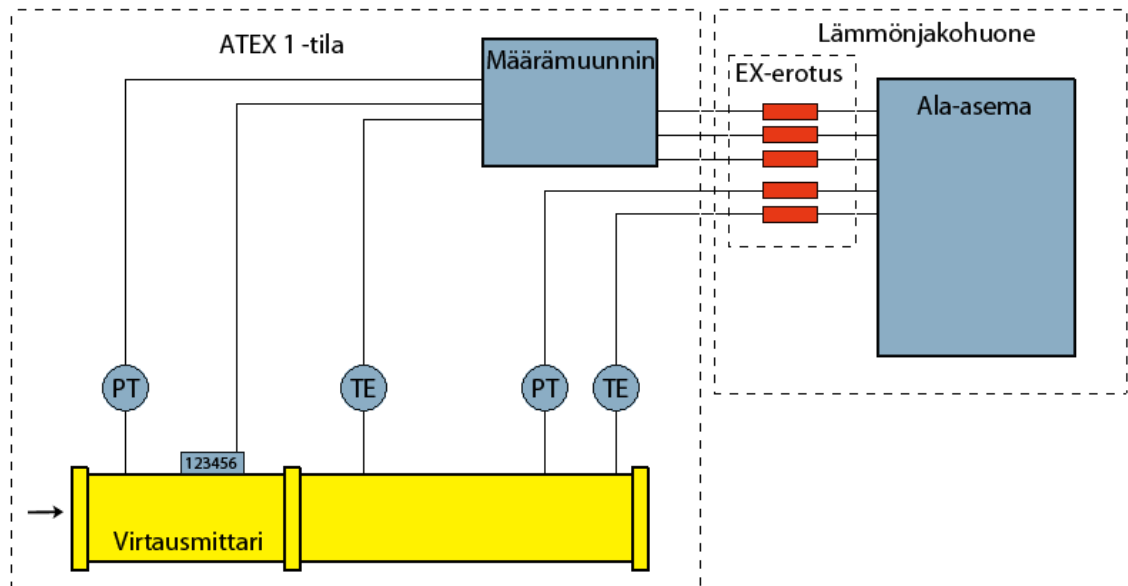 ATEX 1 -tila
Määrämuunnin
Lämmönjakohuone
EX-erotus
Ala-asema
PT
TE
PT
TE
123456
Virtausmittari